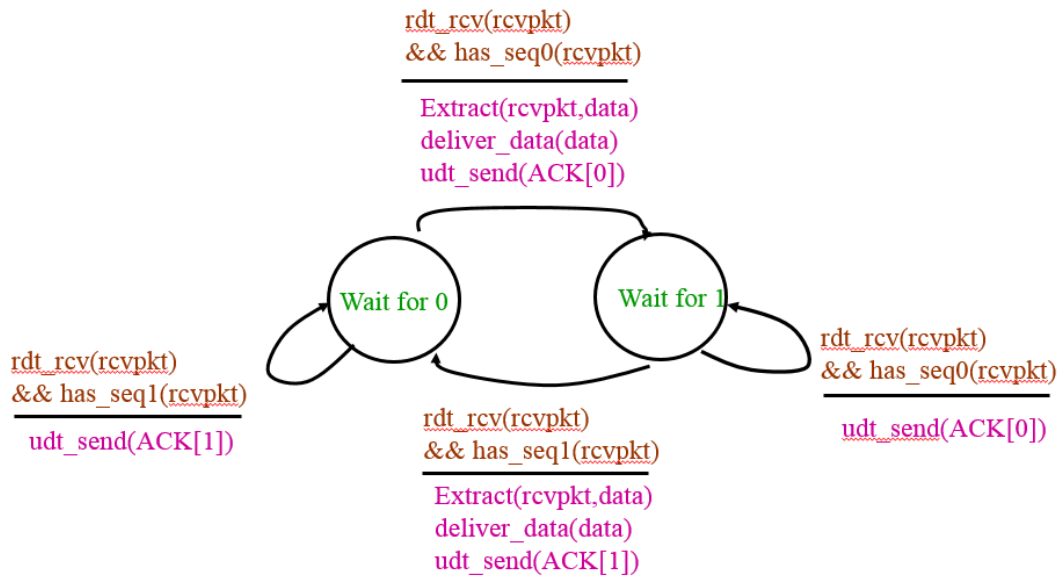 rdt_rcv(rcvpkt)
&& has_seq0(rcvpkt)
Extract(rcvpkt,data)
deliver_data(data)
udt_send(ACK[0])
Wait for 0
Wait for 1
rdt_rcv(rcvpkt)
&& has_seq1(rcvpkt)
udt_send(ACK[1])
rdt_rcv(rcvpkt)
&& has_seq0(rcvpkt)
udt_send(ACK[0])
rdt_rcv(rcvpkt)
&& has_seq1(rcvpkt)
Extract(rcvpkt,data)
deliver_data(data)
udt_send(ACK[1])